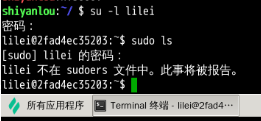 shiyanlou:~/ $ su -l lilei
密码：
lilei@2fad4ec35203:~$ sudo ls
[sudo] lilei 的密码：
lilei 不在 sudoers 文件中。此事将被报告。
lilei@2fad4ec35203:~$
所有应用程序
Terminal 终端 - lilei@2fad4···